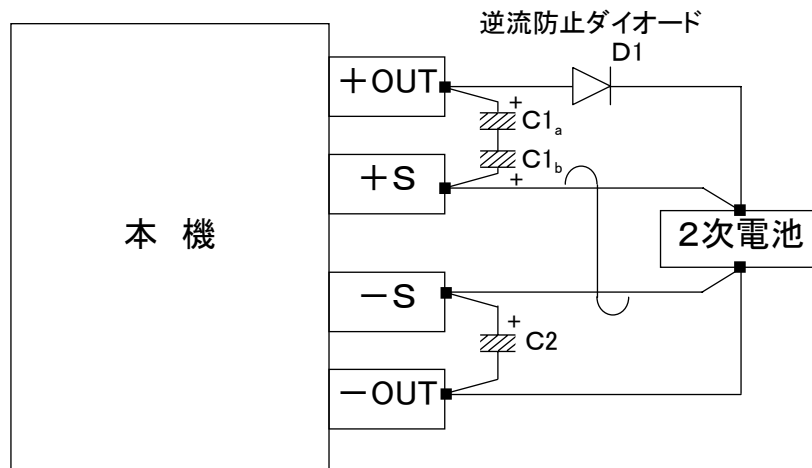 逆流防止ダイオード
D1
＋OUT
+
C1a
C1b
+
＋S
本 機
2次電池
－S
+
C2
－OUT